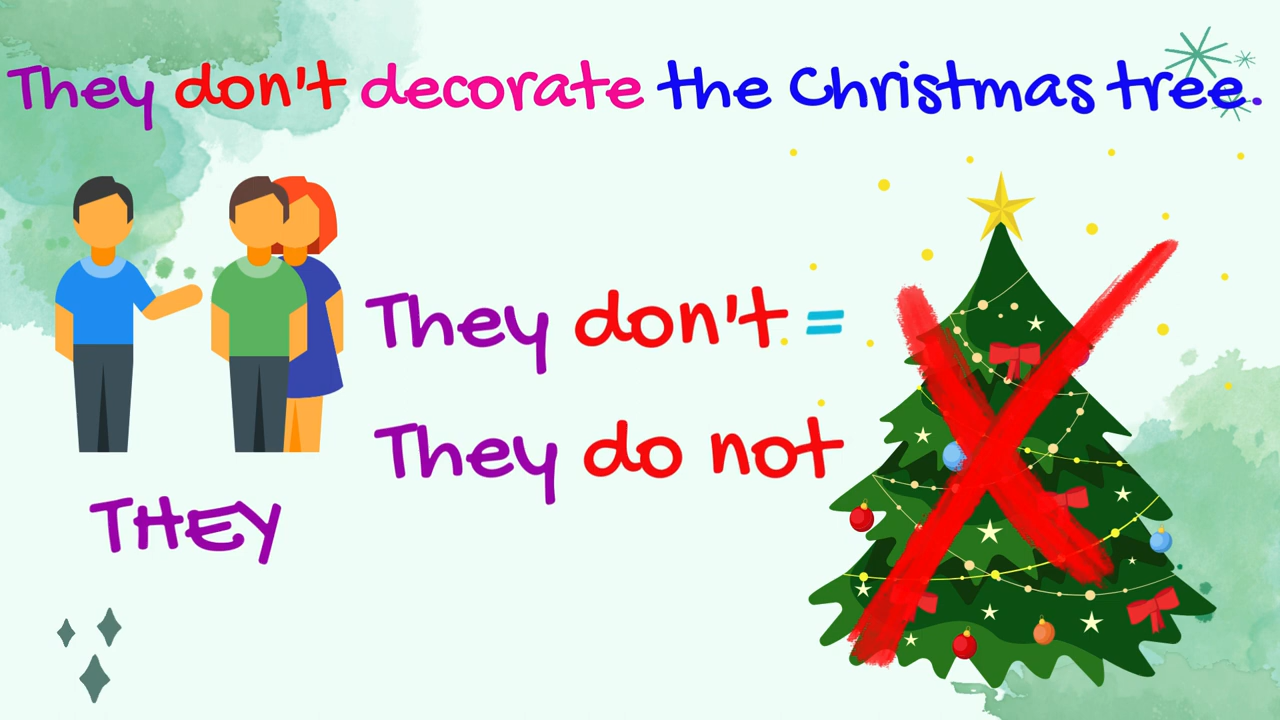 They don't decorate the Christmas tree.
They don't =
They do not
THEY